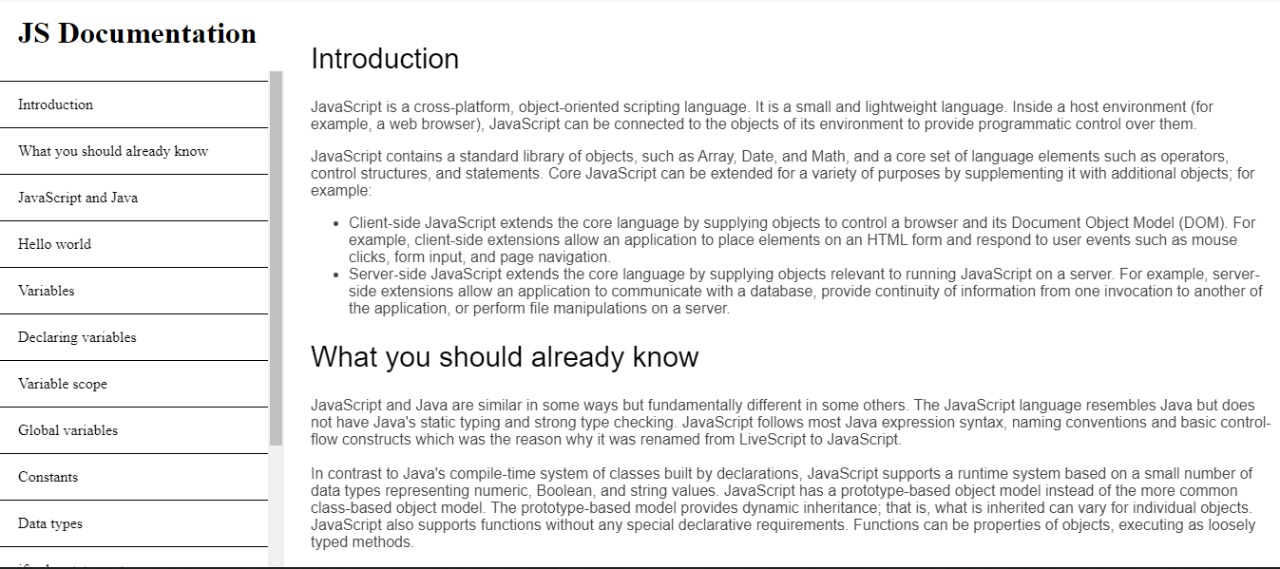 JS Documentation
Introduction
What you should already know
JavaScript and Java
Hello world
Variables
Declaring variables
Variable scope
Global variables
Constants
Data types
Introduction
JavaScript is a cross-platform, object-oriented scripting language. It is a small and lightweight language. Inside a host environment (for
example, a web browser), JavaScript can be connected to the objects of its environment to provide programmatic control over them.
JavaScript contains a standard library of objects, such as Array, Date, and Math, and a core set of language elements such as operators,
control structures, and statements. Core JavaScript can be extended for a variety of purposes by supplementing it with additional objects; for
example:
• Client-side JavaScript extends the core language by supplying objects to control a browser and its Document Object Model (DOM). For
example, client-side extensions allow an application to place elements on an HTML form and respond to user events such as mouse
clicks, form input, and page navigation.
• Server-side JavaScript extends the core language by supplying objects relevant to running JavaScript on a server. For example, server-
side extensions allow an application to communicate with a database, provide continuity of information from one invocation to another of
the application, or perform file manipulations on a server.
What you should already know
JavaScript and Java are similar in some ways but fundamentally different in some others. The JavaScript language resembles Java but does
not have Java's static typing and strong type checking. JavaScript follows most Java expression syntax, naming conventions and basic control-
flow constructs which was the reason why it was renamed from LiveScript to JavaScript.
In contrast to Java's compile-time system of classes built by declarations, JavaScript supports a runtime system based on a small number of
data types representing numeric, Boolean, and string values. JavaScript has a prototype-based object model instead of the more common
class-based object model. The prototype-based model provides dynamic inheritance; that is, what is inherited can vary for individual objects.
JavaScript also supports functions without any special declarative requirements. Functions can be properties of objects, executing as loosely
typed methods.